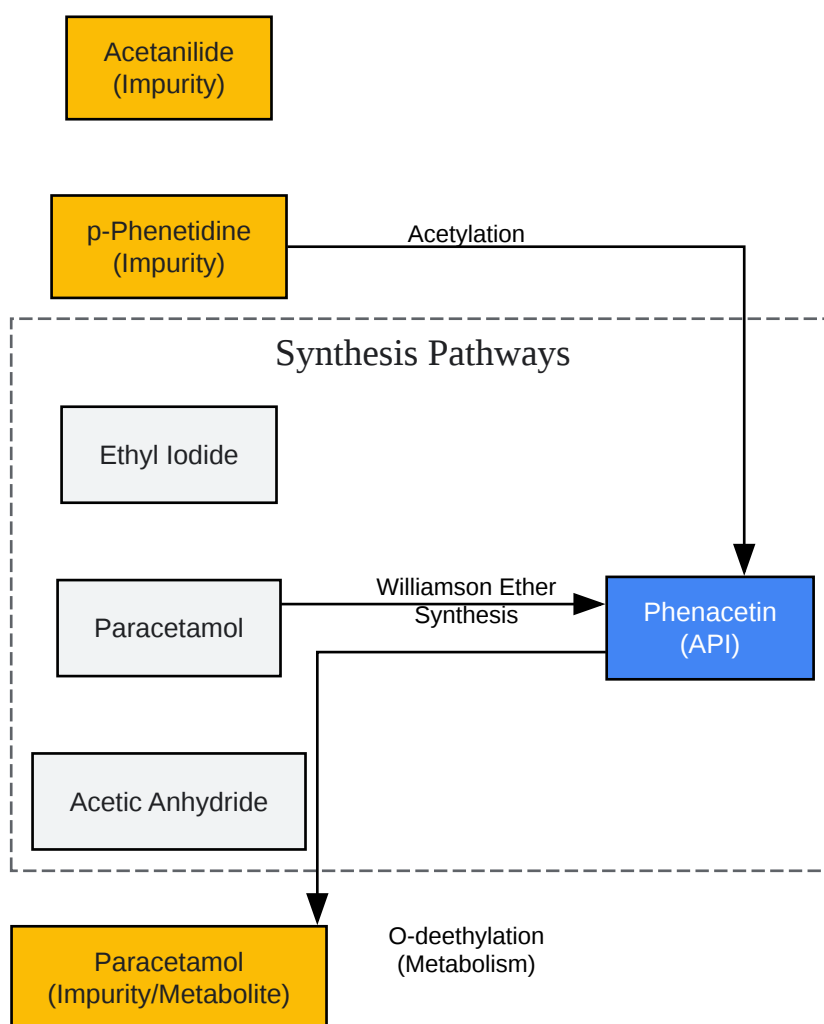 Acetanilide
(Impurity)
p-Phenetidine
(Impurity)
Acetylation
Synthesis Pathways
Ethyl Iodide
Williamson Ether
Synthesis
Paracetamol
Phenacetin
(API)
Acetic Anhydride
O-deethylation
(Metabolism)
Paracetamol
(Impurity/Metabolite)